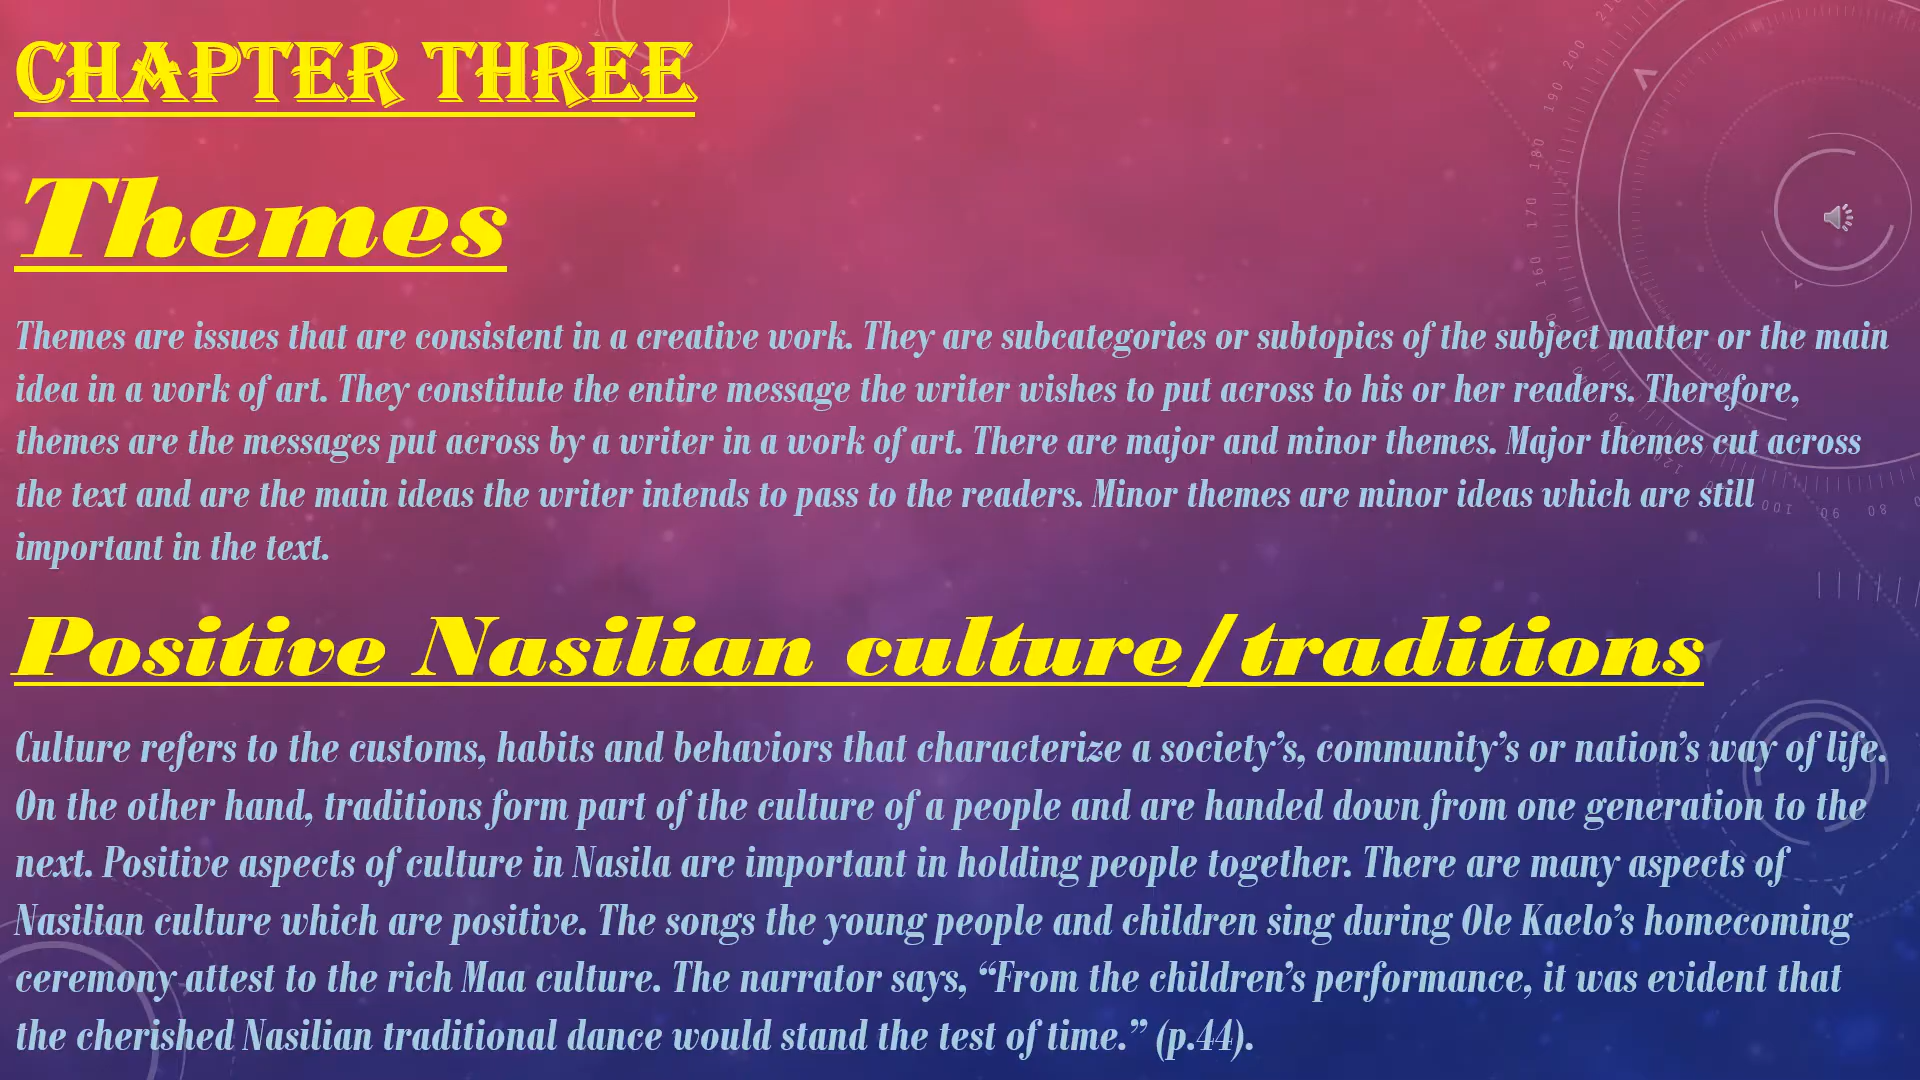 CHAPTER THREE
Themes
Themes are issues that are consistent in a creative work. They are subcategories or subtopics of the subject matter or the main
idea in a work of art. They constitute the entire message the writer wishes to put across to his or her readers. Therefore,
themes are the messages put across by a writer in a work of art. There are major and minor themes. Major themes cut across
the text and are the main ideas the writer intends to pass to the readers. Minor themes are minor ideas which are still
important in the text.
Positive Nasilian culture/traditions
Culture refers to the customs, habits and behaviors that characterize a society’s, community’s or nation’s way of life.
On the other hand, traditions form part of the culture of a people and are handed down from one generation to the
next. Positive aspects of culture in Nasila are important in holding people together. There are many aspects of
Nasilian culture which are positive. The songs the young people and children sing during Ole Kaelo’s homecoming
ceremony attest to the rich Maa culture. The narrator says, “From the children’s performance, it was evident that
the cherished Nasilian traditional dance would stand the test of time.” (p.44).
210
200
190
180
170
160
120
100
90
80